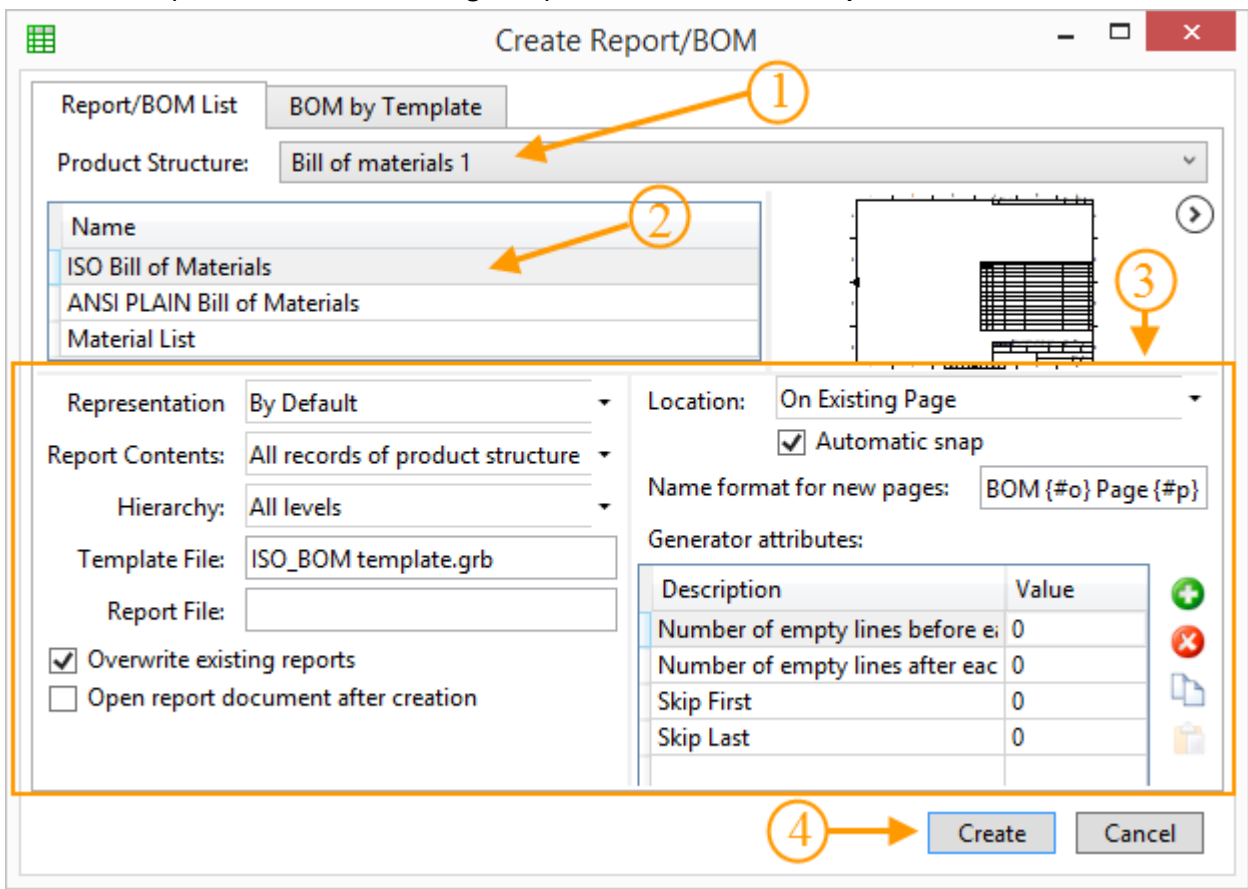 Create Report/BOM
1
Report/BOM List
BOM by Template
Product Structure:
Bill of materials 1
2
Name
ISO Bill of Materials
ANSI PLAIN Bill of Materials
Material List
3
Representation
By Default
Report Contents:
All records of product structure
Hierarchy:
All levels
Template File:
ISO_BOM template.grb
Report File:
Overwrite existing reports
Open report document after creation
Location:
On Existing Page
Automatic snap
Name format for new pages:
BOM {#o} Page {#p}
Generator attributes:
Description Value
Number of empty lines before 0
Number of empty lines after 0
Skip First 0
Skip Last 0
4
Create
Cancel